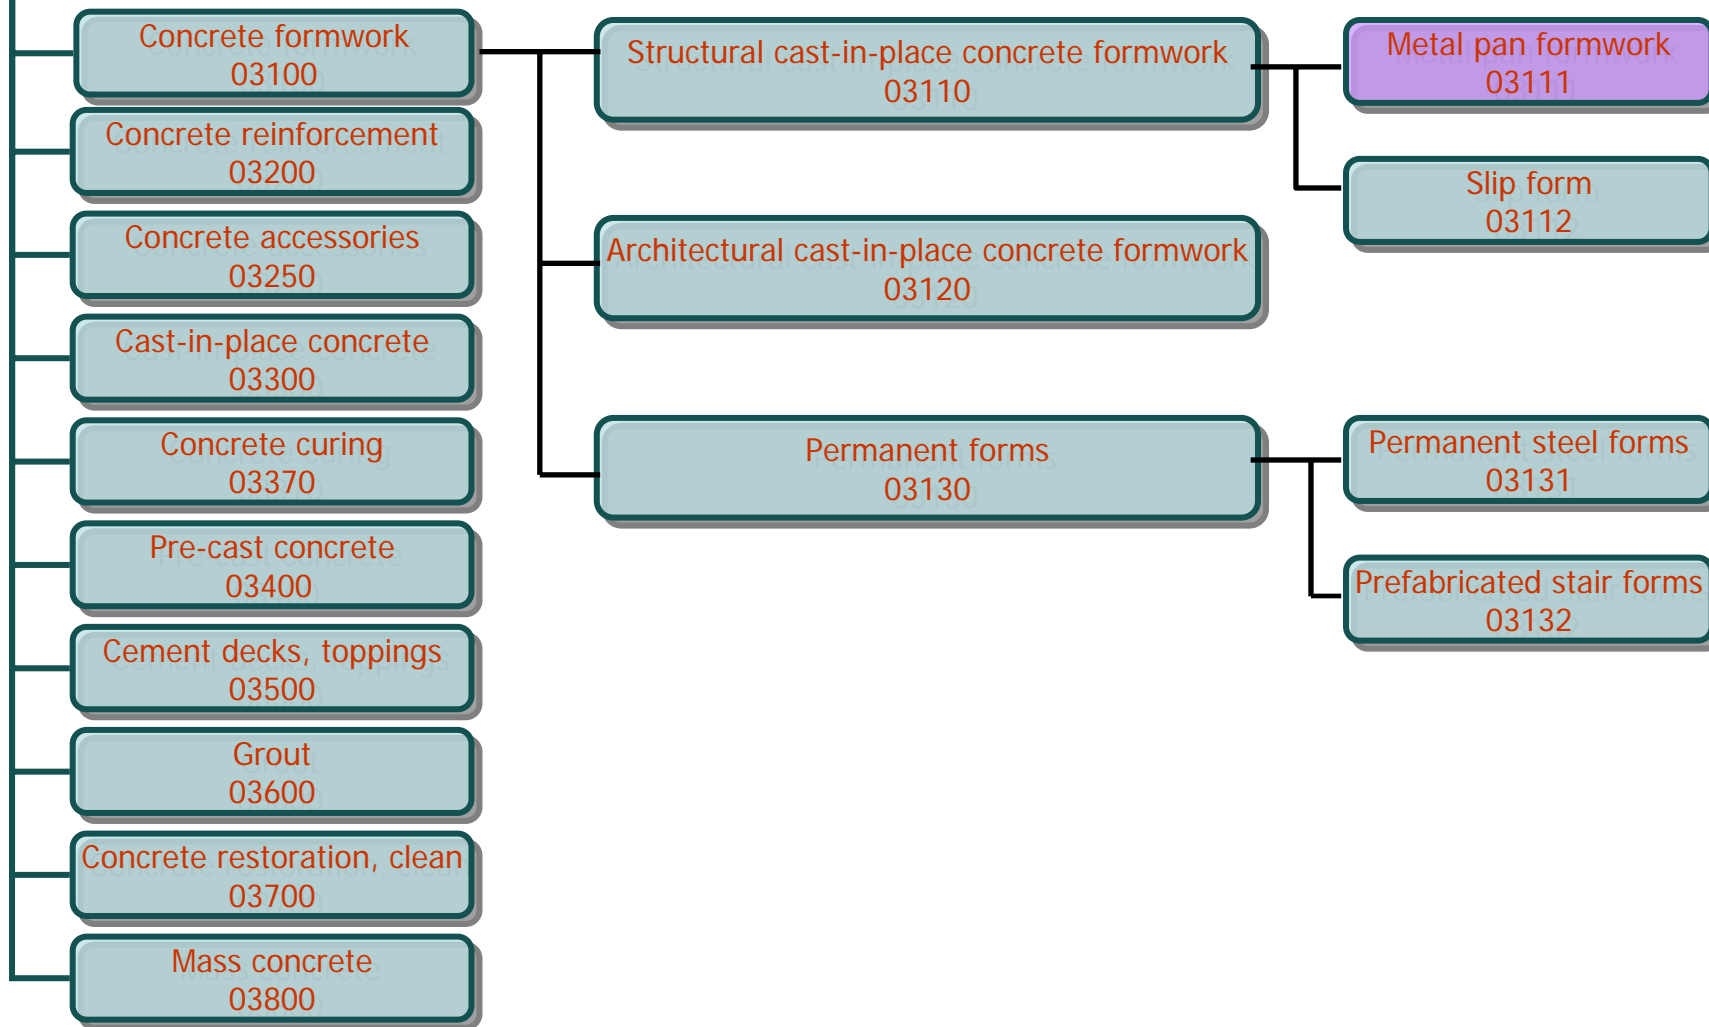 Concrete formwork
03100
Concrete reinforcement
03200
Concrete accessories
03250
Cast-in-place concrete
03300
Concrete curing
03370
Pre-cast concrete
03400
Cement decks, toppings
03500
Grout
03600
Concrete restoration, clean
03700
Mass concrete
03800
Structural cast-in-place concrete formwork
03110
Architectural cast-in-place concrete formwork
03120
Permanent forms
03130
Metal pan formwork
03111
Slip form
03112
Permanent steel forms
03131
Prefabricated stair forms
03132